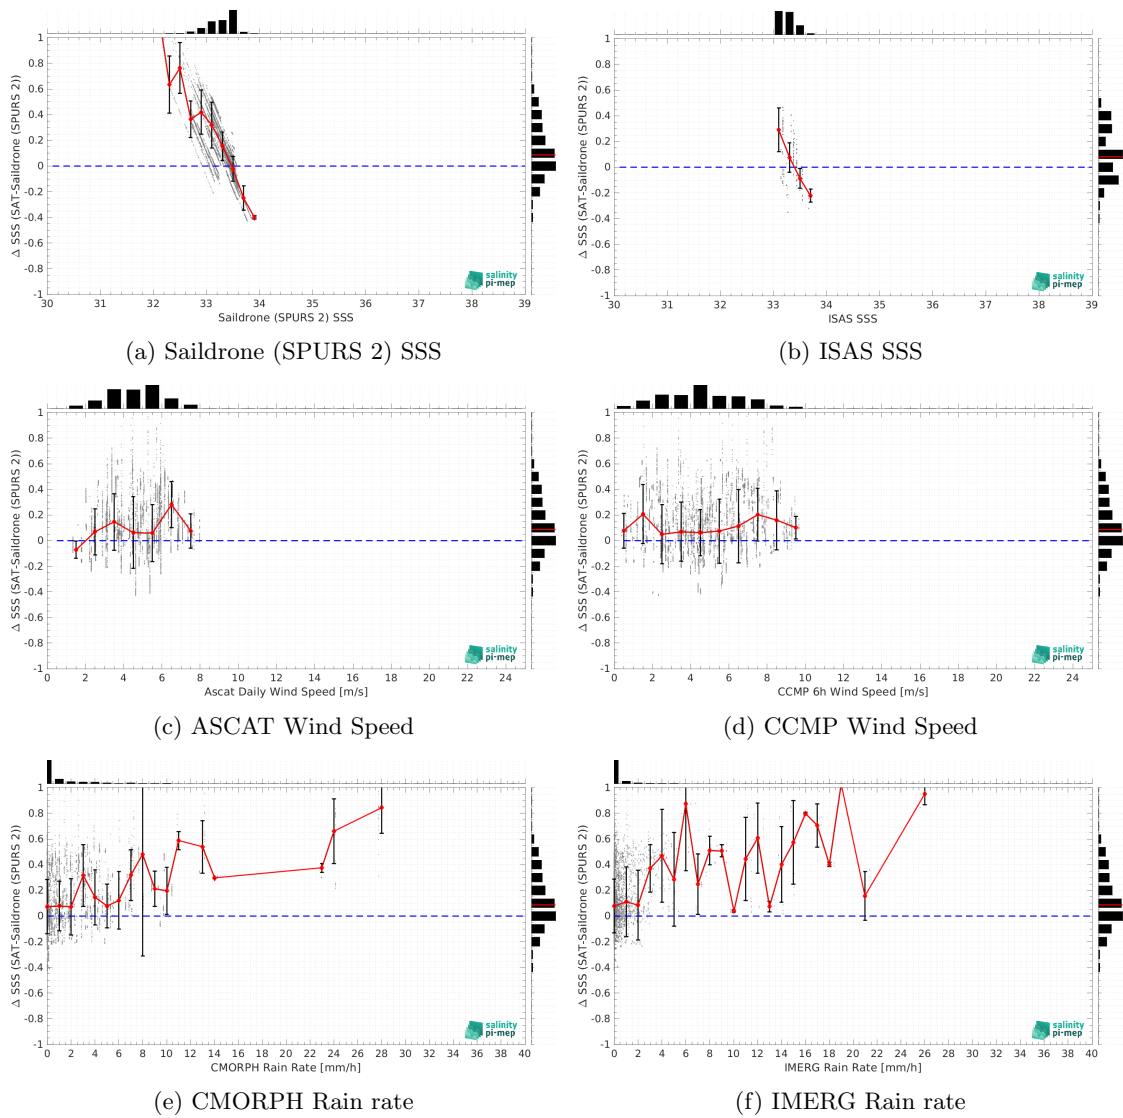 1
0.8
0.6
0.4
0.2
0
-0.2
-0.4
-0.6
-0.8
-1
Δ SSS (SAT-Saildrone (SPURS 2))
30 31 32 33 34 35 36 37 38 39
Saildrone (SPURS 2) SSS
salinity
pi-mep
(a) Saildrone (SPURS 2) SSS
1
0.8
0.6
0.4
0.2
0
-0.2
-0.4
-0.6
-0.8
-1
Δ SSS (SAT-Saildrone (SPURS 2))
30 31 32 33 34 35 36 37 38 39
ISAS SSS
salinity
pi-mep
(b) ISAS SSS
1
0.8
0.6
0.4
0.2
0
-0.2
-0.4
-0.6
-0.8
-1
Δ SSS (SAT-Saildrone (SPURS 2))
0 2 4 6 8 10 12 14 16 18 20 22 24
Ascat Daily Wind Speed [m/s]
salinity
pi-mep
(c) ASCAT Wind Speed
1
0.8
0.6
0.4
0.2
0
-0.2
-0.4
-0.6
-0.8
-1
Δ SSS (SAT-Saildrone (SPURS 2))
0 2 4 6 8 10 12 14 16 18 20 22 24
CCMP 6h Wind Speed [m/s]
salinity
pi-mep
(d) CCMP Wind Speed
1
0.8
0.6
0.4
0.2
0
-0.2
-0.4
-0.6
-0.8
-1
Δ SSS (SAT-Saildrone (SPURS 2))
0 2 4 6 8 10 12 14 16 18 20 22 24 26 28 30 32 34 36 38 40
CMORPH Rain Rate [mm/h]
salinity
pi-mep
(e) CMORPH Rain rate
1
0.8
0.6
0.4
0.2
0
-0.2
-0.4
-0.6
-0.8
-1
Δ SSS (SAT-Saildrone (SPURS 2))
0 2 4 6 8 10 12 14 16 18 20 22 24 26 28 30 32 34 36 38 40
IMERG Rain Rate [mm/h]
salinity
pi-mep
(f) IMERG Rain rate